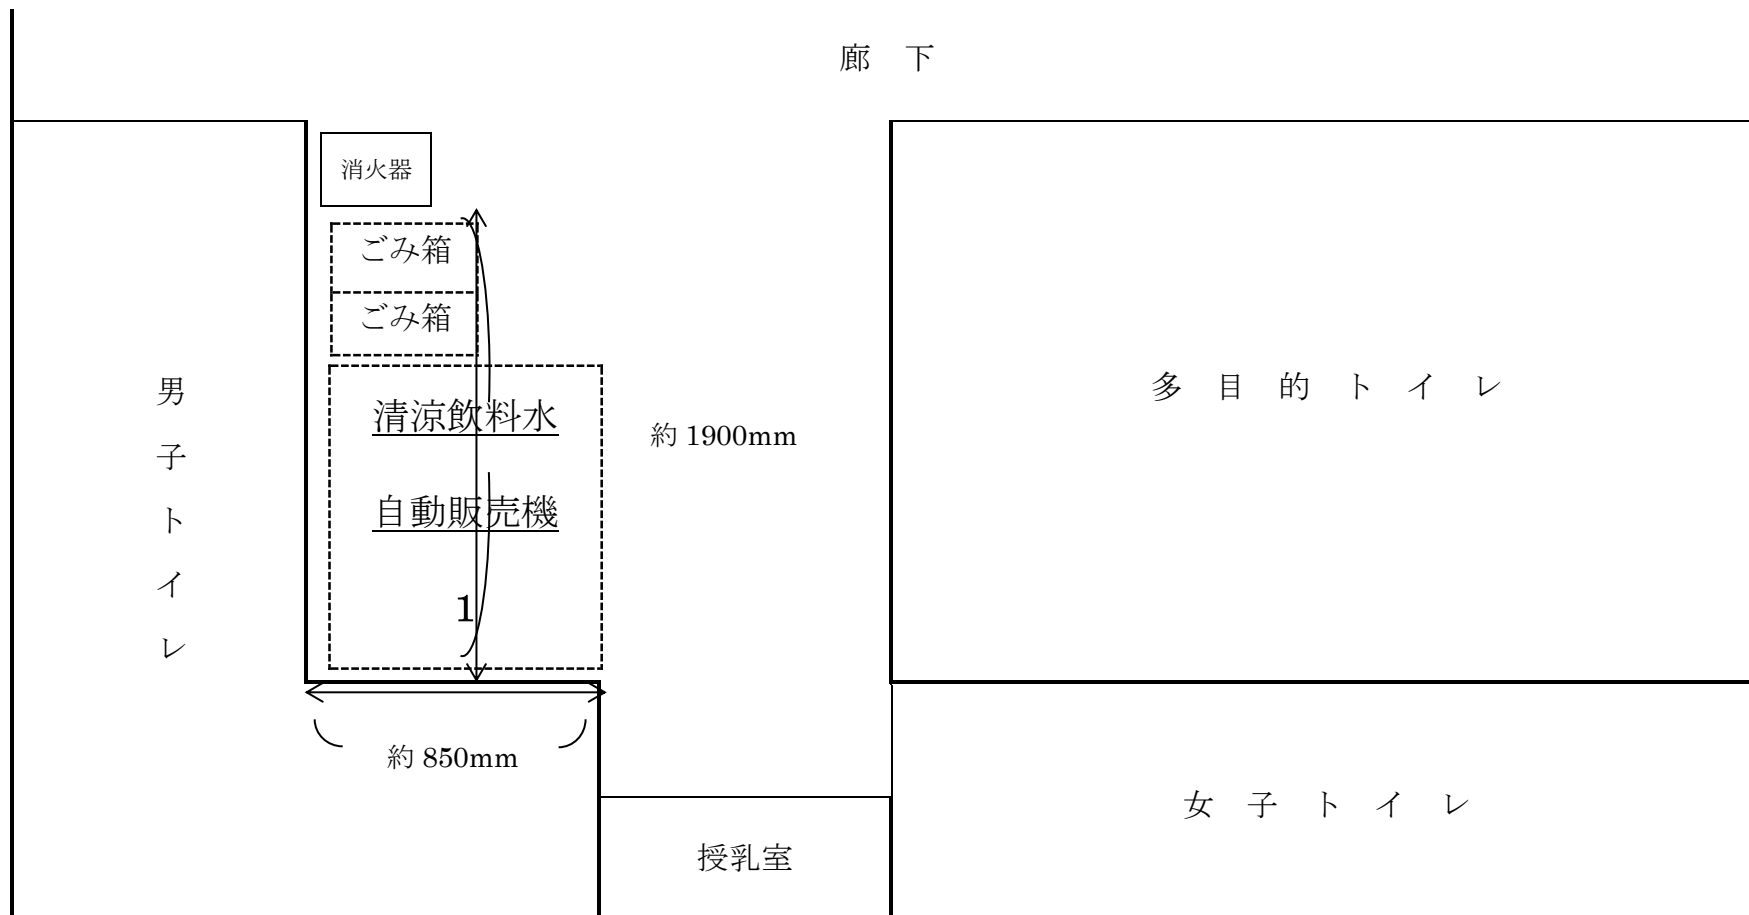 廊　下
消火器
ごみ箱
ごみ箱
清涼飲料水
自動販売機
1
約 1900mm
約 850mm
男子トイレ
多 目 的 ト イ レ
女 子 ト イ レ
授乳室